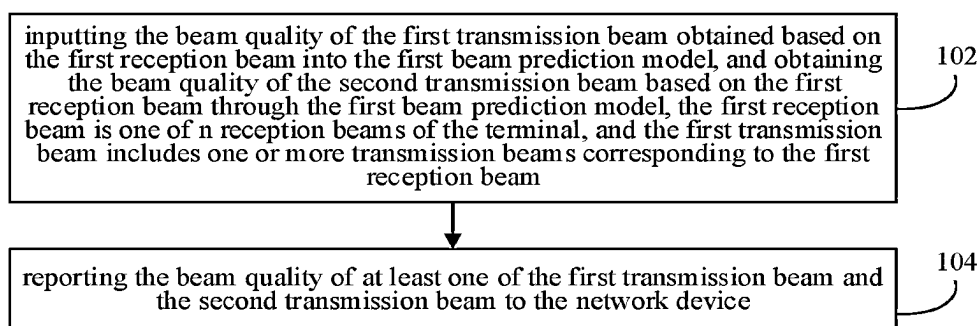 inputting the beam quality of the first transmission beam obtained based on
the first reception beam into the first beam prediction model, and obtaining
the beam quality of the second transmission beam based on the first
reception beam through the first beam prediction model, the first reception
beam is one of n reception beams of the terminal, and the first transmission
beam includes one or more transmission beams corresponding to the first
reception beam
102
reporting the beam quality of at least one of the first transmission beam and
the second transmission beam to the network device
104